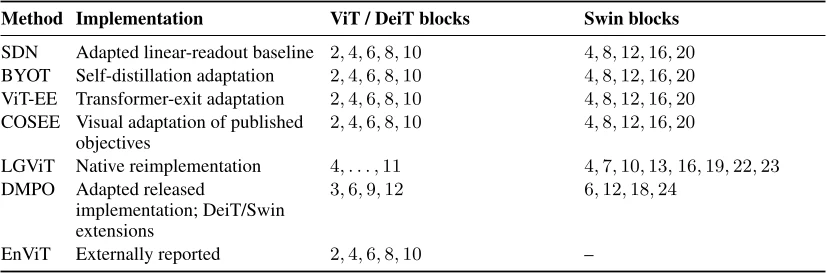 Method Implementation ViT / DeiT blocks Swin blocks
SDN Adapted linear-readout baseline 2, 4, 6, 8, 10 4, 8, 12, 16, 20
BYOT Self-distillation adaptation 2, 4, 6, 8, 10 4, 8, 12, 16, 20
ViT-EE Transformer-exit adaptation 2, 4, 6, 8, 10 4, 8, 12, 16, 20
COSEE Visual adaptation of published 2, 4, 6, 8, 10 4, 8, 12, 16, 20
objectives
LGViT Native reimplementation 4, . . . , 11 4, 7, 10, 13, 16, 19, 22, 23
DMPO Adapted released 3, 6, 9, 12 6, 12, 18, 24
implementation; DeiT/Swin
extensions
EnViT Externally reported 2, 4, 6, 8, 10 –